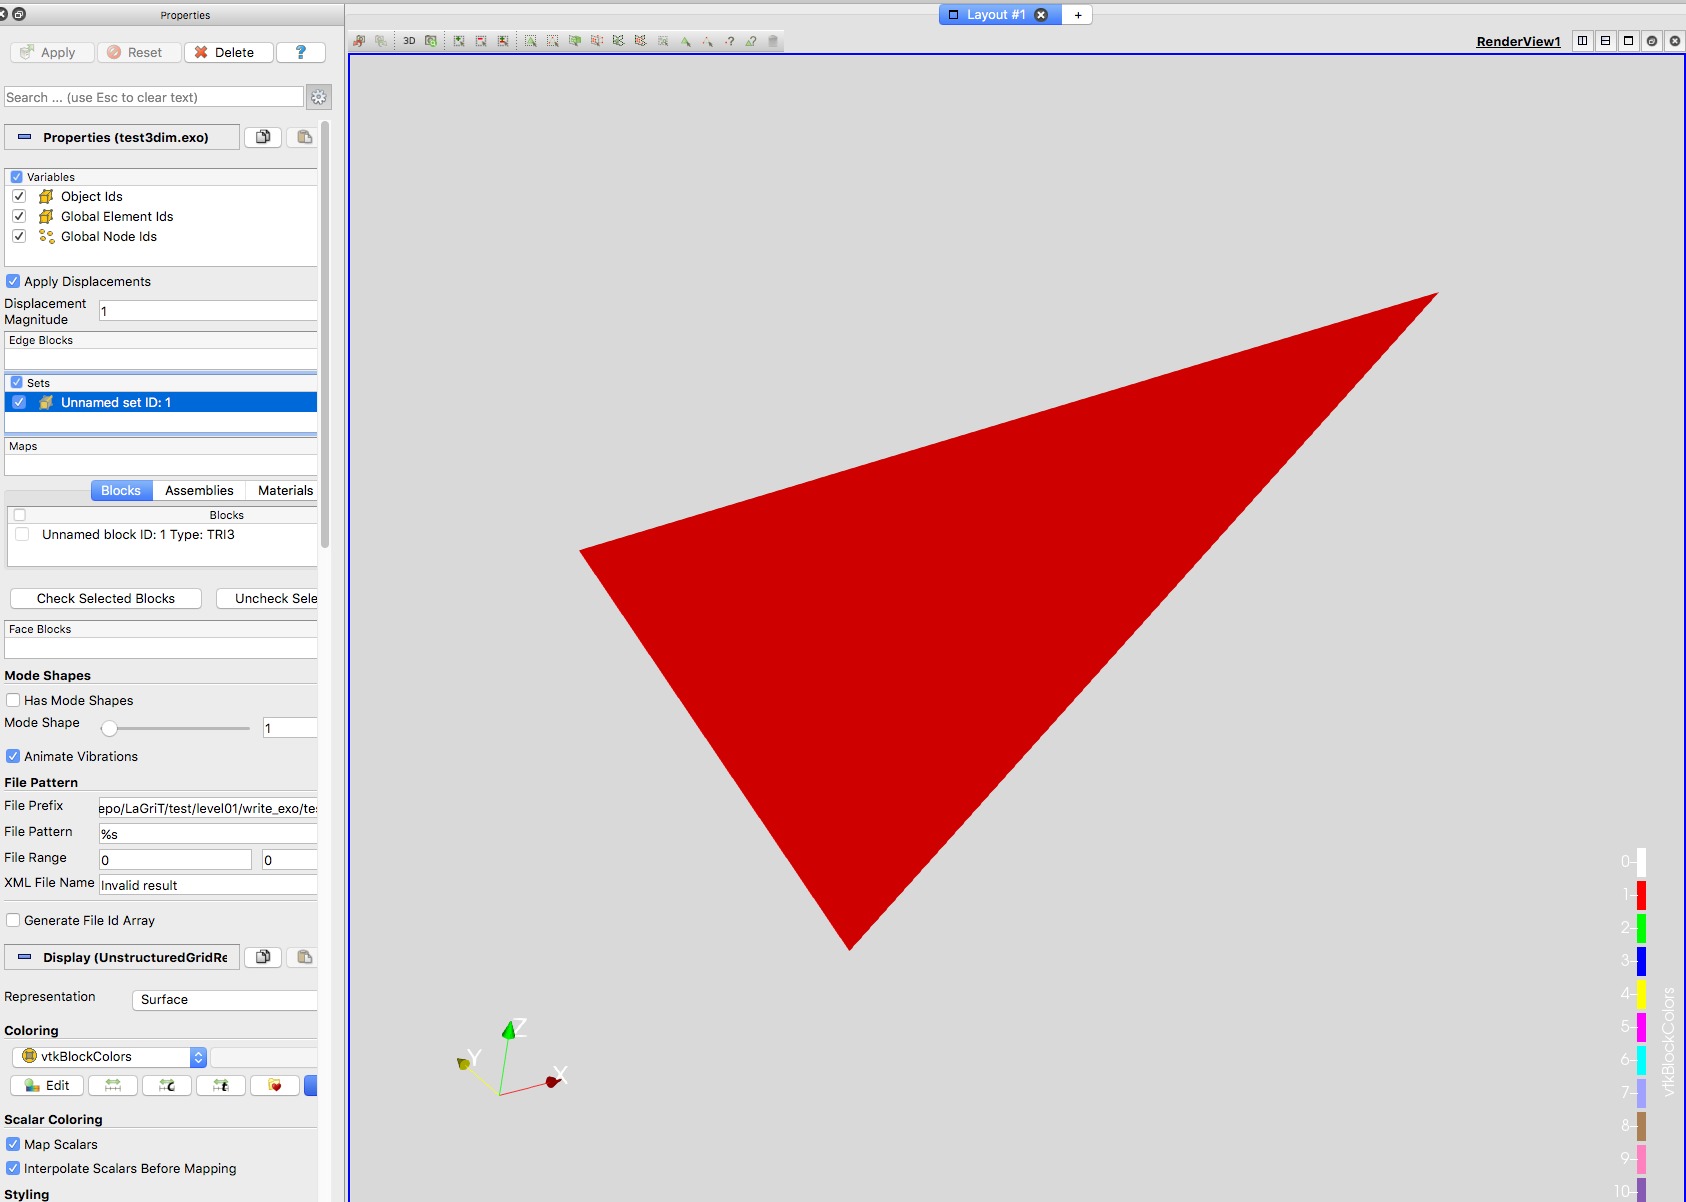 Properties
Layout #1
+
Apply
Reset
Delete
?
3D
RenderView1
Search ... (use Esc to clear text)
Properties (test3dim.exo)
Variables
Object Ids
Global Element Ids
Global Node Ids
Apply Displacements
Displacement
Magnitude
1
Edge Blocks
Sets
Unnamed set ID: 1
Maps
Blocks
Assemblies
Materials
Blocks
Unnamed block ID: 1 Type: TRI3
Check Selected Blocks
Uncheck Sele
Face Blocks
Mode Shapes
Has Mode Shapes
Mode Shape
1
Animate Vibrations
File Pattern
File Prefix
epo/LaGriT/test/level01/write_exo/te
File Pattern
%s
File Range
0
0
XML File Name
Invalid result
Generate File Id Array
Display (UnstructuredGridRe
Representation
Surface
Coloring
vtkBlockColors
Edit
Scalar Coloring
Map Scalars
Interpolate Scalars Before Mapping
Styling
Z
Y
X
0
1
2
3
4
5
6
7
8
9
10
vtkBlockColors